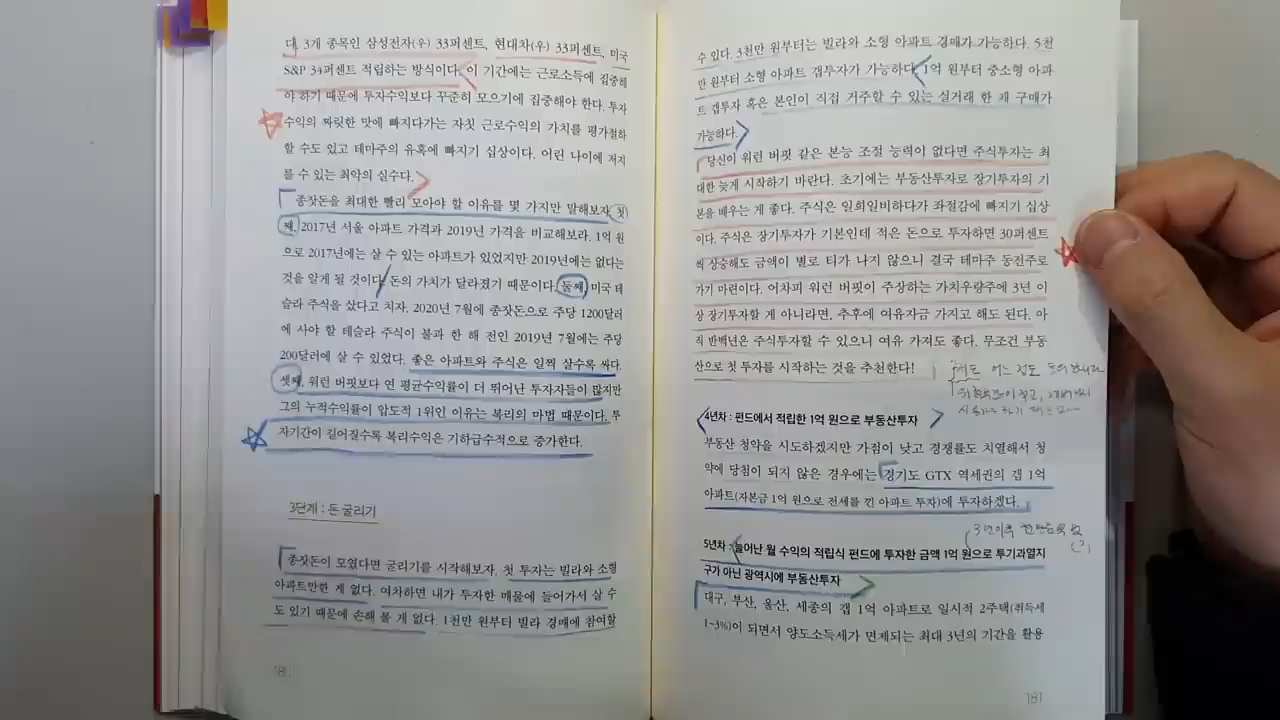 다. 3개 종목인 삼성전자(우) 33퍼센트, 현대차(우) 33퍼센트, 미국
S&P 34퍼센트 적립하는 방식이다. 이 기간에는 근로소득에 집중해
야 하기 때문에 투자수익보다 꾸준히 모으기에 집중해야 한다. 투자
수익의 짜릿한 맛에 빠지다가는 자칫 근로수익의 가치를 평가절하
할 수도 있고 테마주의 유혹에 빠지기 십상이다. 어린 나이에 저지
를 수 있는 최악의 실수다.
종잣돈을 최대한 빨리 모아야 할 이유를 몇 가지만 말해보자. 첫
째, 2017년 서울 아파트 가격과 2019년 가격을 비교해보라. 1억 원
으로 2017년에는 살 수 있는 아파트가 있었지만 2019년에는 없다는
것을 알게 될 것이다. 돈의 가치가 달라졌기 때문이다. 둘째, 미국 테
슬라 주식을 샀다고 치자. 2020년 7월에 종잣돈으로 주당 1200달러
에 사야 할 테슬라 주식이 불과 한 해 전인 2019년 7월에는 주당
200달러에 살 수 있었다. 좋은 아파트와 주식은 일찍 살수록 싸다.
셋째, 워런 버핏보다 연 평균수익률이 더 뛰어난 투자자들이 많지만
그의 누적수익률이 압도적 1위인 이유는 복리의 마법 때문이다. 투
자기간이 길어질수록 복리수익은 기하급수적으로 증가한다.
3단계 : 돈 굴리기
종잣돈이 모였다면 굴리기를 시작해보자. 첫 투자는 빌라와 소형
아파트만한 게 없다. 여차하면 내가 투자한 매물에 들어가서 살 수
도 있기 때문에 손해 볼 게 없다. 1천만 원부터 빌라 경매에 참여할
180
수 있다. 3천만 원부터는 빌라와 소형 아파트 경매가 가능하다. 5천
만 원부터 소형 아파트 갭투자가 가능하다. 1억 원부터 중소형 아파
트 갭투자 혹은 본인이 직접 거주할 수 있는 실거래 한 채 구매가
가능하다.
당신이 워런 버핏 같은 본능 조절 능력이 없다면 주식투자는 최
대한 늦게 시작하기 바란다. 초기에는 부동산투자로 장기투자의 기
본을 배우는 게 좋다. 주식은 일희일비하다가 좌절감에 빠지기 십상
이다. 주식은 장기투자가 기본인데 적은 돈으로 투자하면 30퍼센트
씩 상승해도 금액이 별로 티가 나지 않으니 결국 테마주 동전주로
가기 마련이다. 어차피 워런 버핏이 주장하는 가치우량주에 3년 이
상 장기투자할 게 아니라면, 추후에 여유자금 가지고 해도 된다. 아
직 반백년은 주식투자할 수 있으니 여유 가져도 좋다. 무조건 부동
산으로 첫 투자를 시작하는 것을 추천한다!
어느 정도
4년차 : 펀드에서 적립한 1억 원으로 부동산투자
부동산 청약을 시도하겠지만 가점이 낮고 경쟁률도 치열해서 청
약에 당첨이 되지 않은 경우에는 경기도 GTX 역세권의 갭 1억
아파트(자본금 1억 원으로 전세를 낀 아파트 투자)에 투자하겠다.
3년이후
5년차 : 늘어난 월 수익의 적립식 펀드에 투자한 금액 1억 원으로 투기과열지
구가 아닌 광역시에 부동산투자
대구, 부산, 울산, 세종의 갭 1억 아파트로 일시적 2주택(취득세
1~3%)이 되면서 양도소득세가 면제되는 최대 3년의 기간을 활용
181